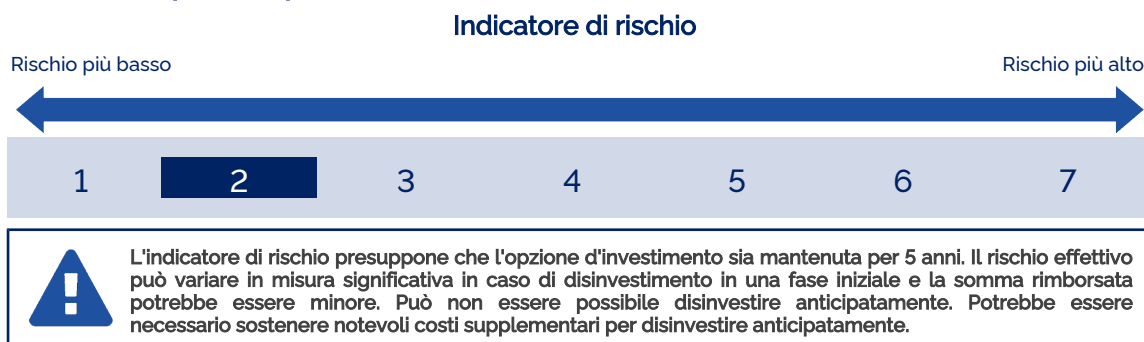 Indicatore di rischio
Rischio più basso
Rischio più alto
1 2 3 4 5 6 7
L'indicatore di rischio presuppone che l'opzione d'investimento sia mantenuta per 5 anni. Il rischio effettivo
può variare in misura significativa in caso di disinvestimento in una fase iniziale e la somma rimborsata
potrebbe essere minore. Può non essere possibile disinvestire anticipatamente. Potrebbe essere
necessario sostenere notevoli costi supplementari per disinvestire anticipatamente.